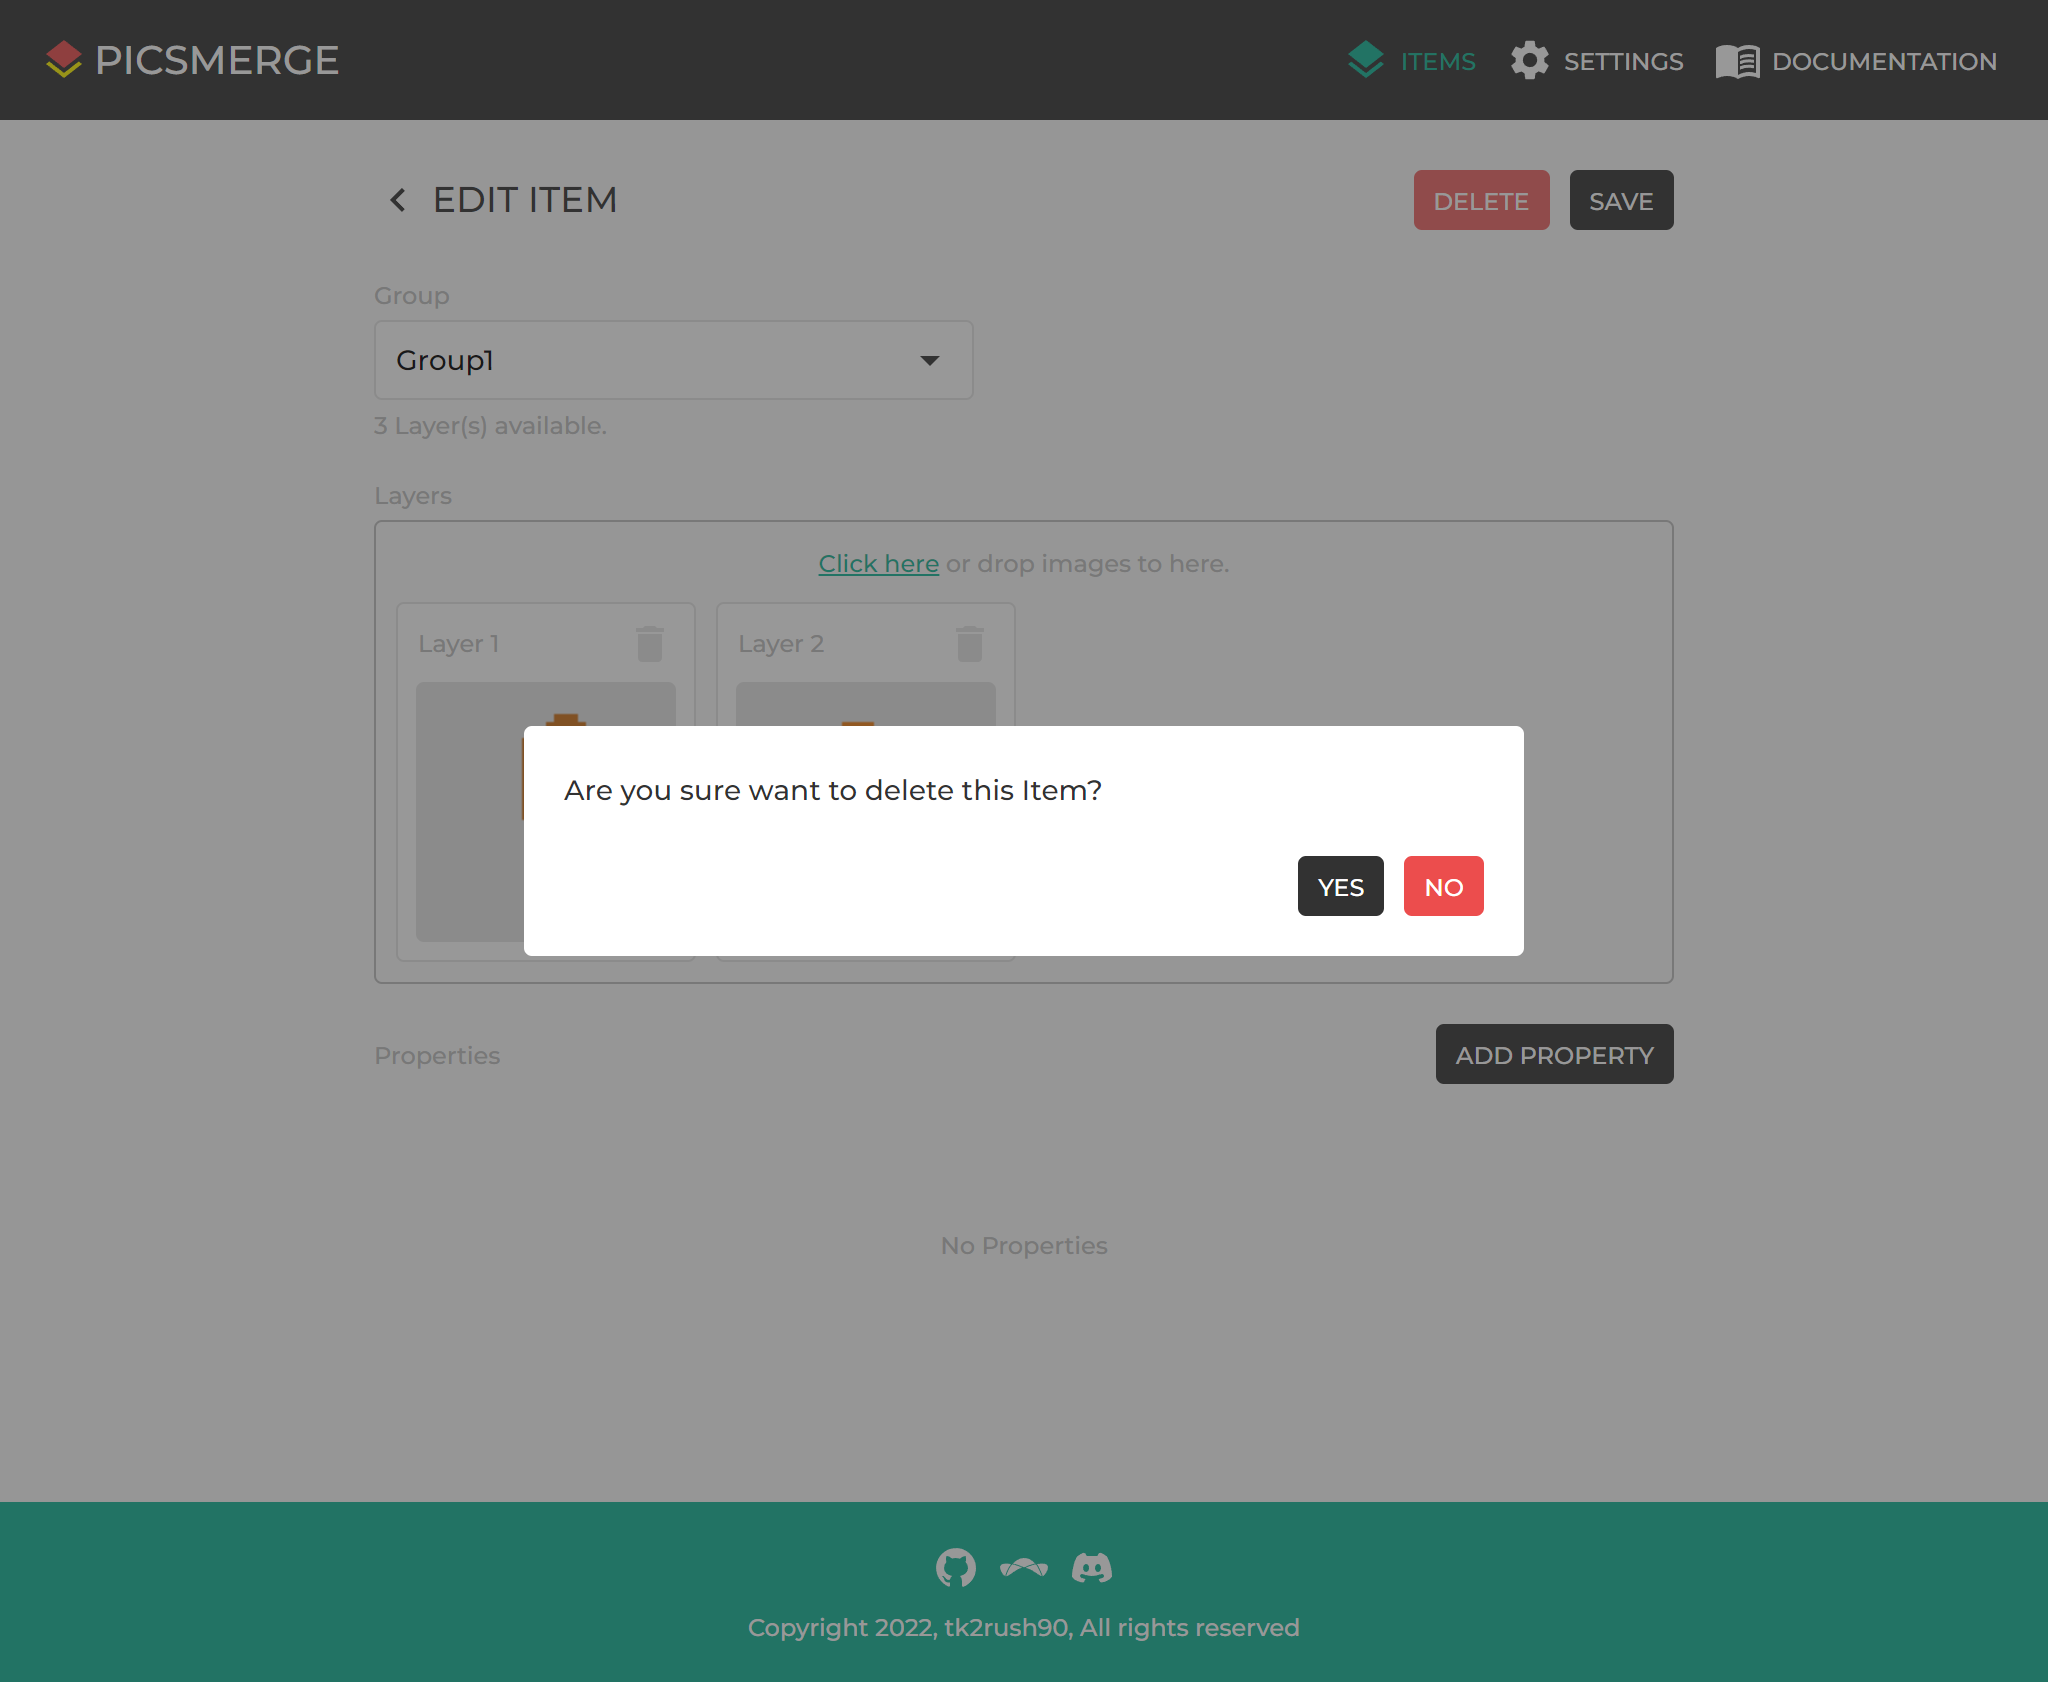 PICSMERGE
ITEMS SETTINGS DOCUMENTATION
EDIT ITEM
DELETE SAVE
Group
Group1
3 Layer(s) available.
Layers
Click here or drop images to here.
Layer 1 Layer 2
Are you sure want to delete this Item?
YES NO
Properties
ADD PROPERTY
No Properties
Copyright 2022, tk2rush90, All rights reserved